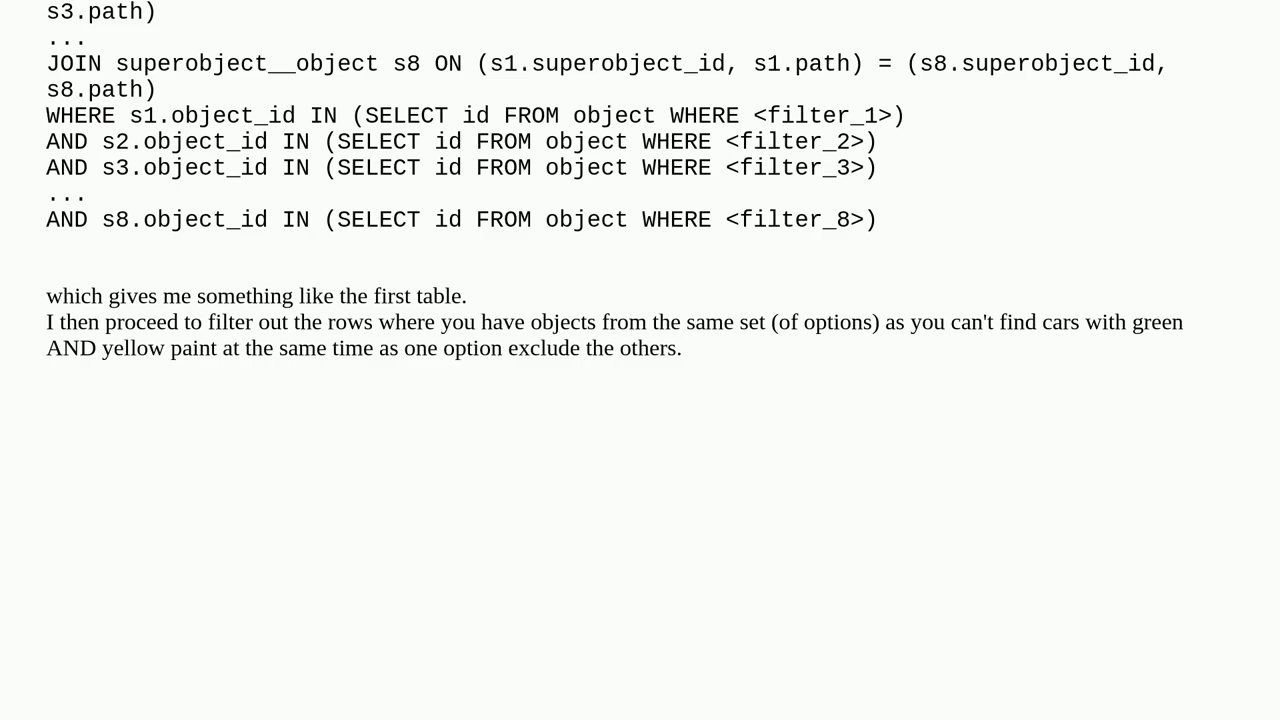 s3.path)
...
JOIN superobject__object s8 ON (s1.superobject_id, s1.path) = (s8.superobject_id,
s8.path)
WHERE s1.object_id IN (SELECT id FROM object WHERE <filter_1>)
AND s2.object_id IN (SELECT id FROM object WHERE <filter_2>)
AND s3.object_id IN (SELECT id FROM object WHERE <filter_3>)
...
AND s8.object_id IN (SELECT id FROM object WHERE <filter_8>)
which gives me something like the first table.
I then proceed to filter out the rows where you have objects from the same set (of options) as you can't find cars with green
AND yellow paint at the same time as one option exclude the others.